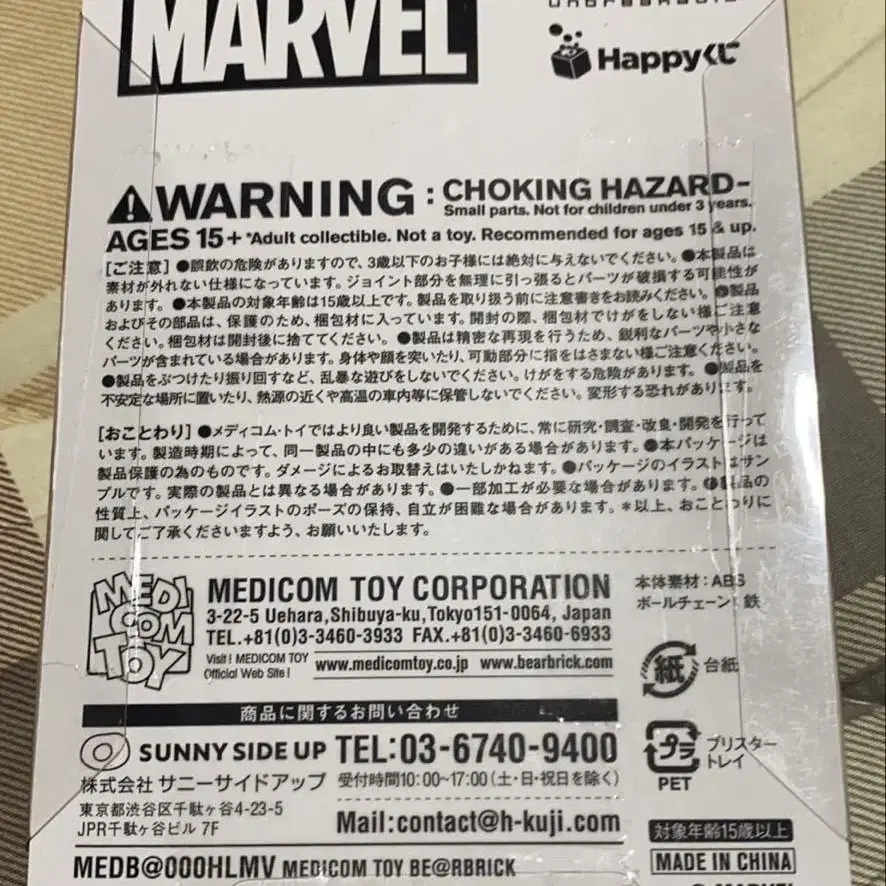 MARVEL
Happyくじ
WARNING : CHOKING HAZARD-
Small parts. Not for children under 3 years.
AGES 15+ *Adult collectible. Not a toy. Recommended for ages 15 & up.
[ご注意] ●誤飲の危険がありますので、3歳以下のお子様には絶対に与えないでください。●本製品は
素材が外れない仕様になっています。ジョイント部分を無理に引っ張るとパーツが破損する可能性が
あります。●本製品の対象年齢は15歳以上です。製品を取り扱う前に注意書きをお読みください。●製品
およびその部品は、保護のため、梱包材に入っています。開封の際、梱包材でけがをしない様ご注意
ください。梱包材は開封後に捨ててください。●製品は精密な再現を行うため、鋭利なパーツや小さな
パーツが含まれている場合があります。身体や顔を突いたり、可動部分に指をはさまない様ご注意ください。
●製品をぶつけたり振り回すなど、乱暴な遊びをしないでください。けがをする危険があります。●製品を
不安定な場所に置いたり、熱源の近くや高温の車内等に保管しないでください。変形する恐れがあります。
[おことわり] ●メディコム・トイではより良い製品を開発するために、常に研究・調査・改良・開発を行って
います。製造時期によって、同一製品の中にも多少の違いがある場合があります。●本パッケージは
製品保護の為のものです。ダメージによるお取替えはいたしかねます。●パッケージのイラストはサン
プルです。実際の製品とは異なる場合があります。●一部加工が必要な場合があります。●製品の
性質上、パッケージイラストのポーズの保持、自立が困難な場合があります。＊以上、おことわりに
関してご了承くださいますよう、お願いいたします。
MEDI COM TOY
MEDICOM TOY CORPORATION
3-22-5 Uehara,Shibuya-ku,Tokyo151-0064, Japan
TEL.+81(0)3-3460-3933 FAX.+81(0)3-3460-6933
Visit ! MEDICOM TOY
Official Web Site !
www.medicomtoy.co.jp www.bearbrick.com
本体素材：ABS
ボールチェーン：鉄
紙 台紙
商品に関するお問い合わせ
SUNNY SIDE UP TEL:03-6740-9400
株式会社 サニーサイドアップ 受付時間10:00~17:00(土・日・祝日を除く)
東京都渋谷区千駄ヶ谷4-23-5
JPR千駄ヶ谷ビル 7F
Mail:contact@h-kuji.com
プラ
PET
ブリスター
トレイ
対象年齢15歳以上
MADE IN CHINA
MEDB@000HLMV MEDICOM TOY BE@RBRICK
© MARVEL